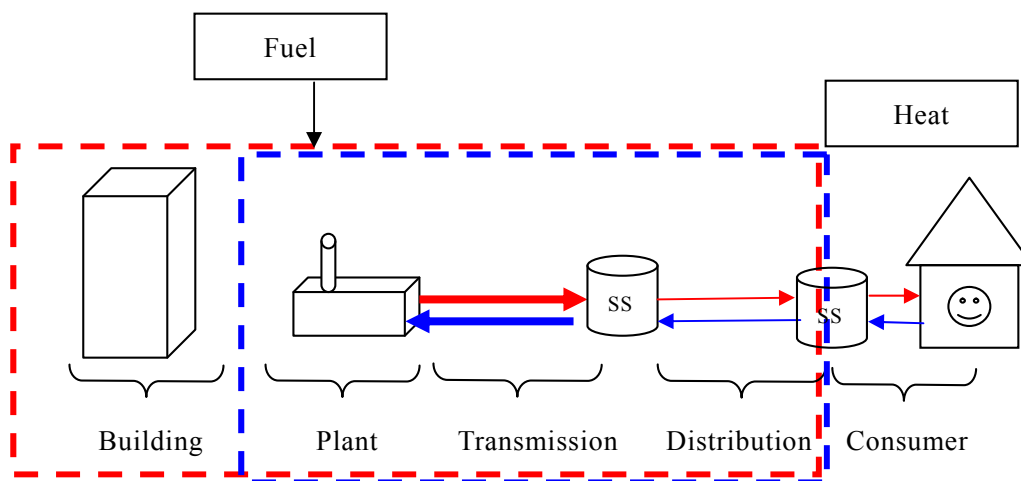 Fuel
Heat
SS
SS
Building
Plant
Transmission
Distribution
Consumer